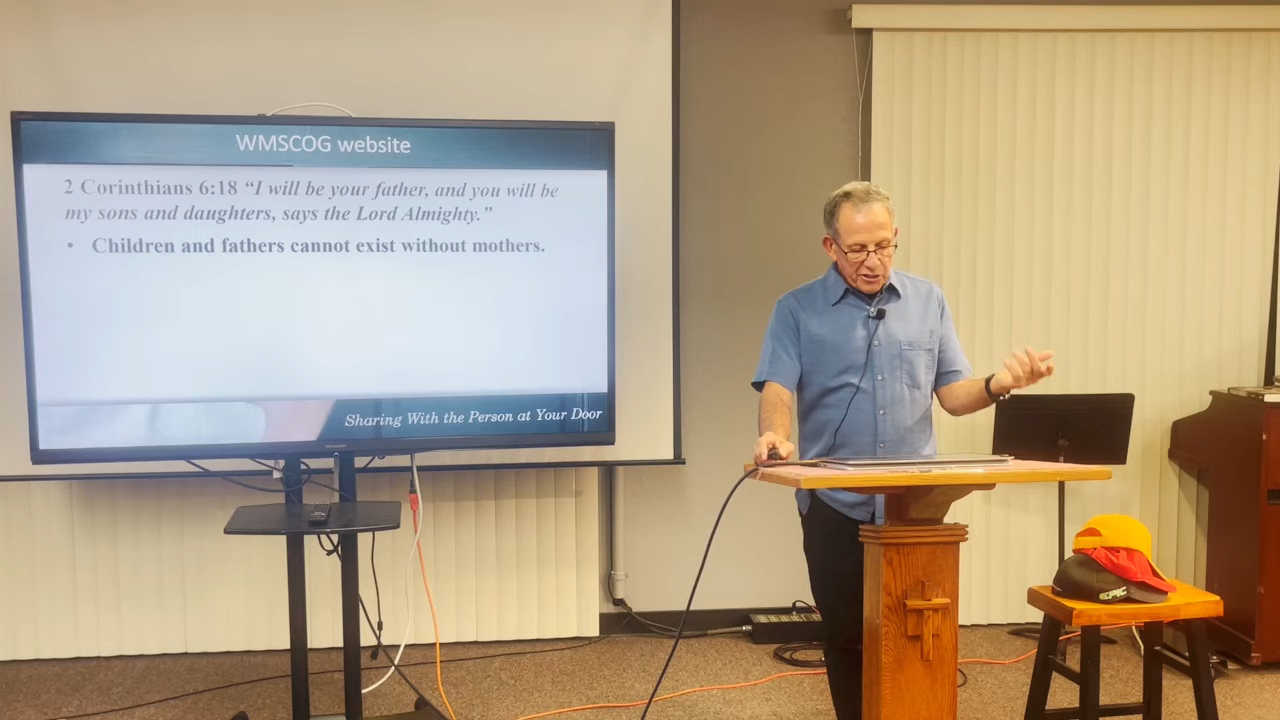 WMSCOG website
2 Corinthians 6:18 “I will be your father, and you will be
my sons and daughters, says the Lord Almighty.”
• Children and fathers cannot exist without mothers.
Sharing With the Person at Your Door
EPIC